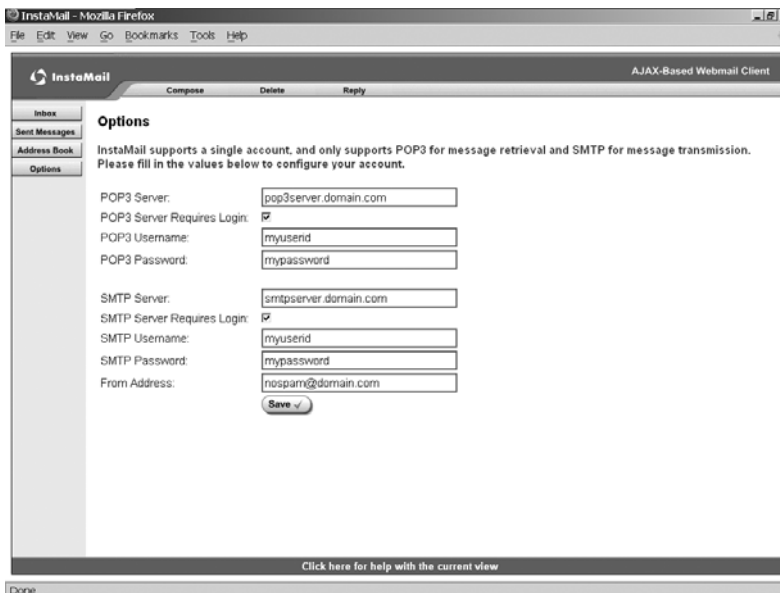 InstaMail - Mozilla Firefox
File Edit View Go Bookmarks Tools Help
InstaMail
AJAX-Based Webmail Client
Compose Delete Reply
Inbox
Sent Messages
Address Book
Options
Options
InstaMail supports a single account, and only supports POP3 for message retrieval and SMTP for message transmission.
Please fill in the values below to configure your account.
POP3 Server: pop3server.domain.com
POP3 Server Requires Login:
POP3 Username: myuserid
POP3 Password: mypassword
SMTP Server: smtpserver.domain.com
SMTP Server Requires Login:
SMTP Username: myuserid
SMTP Password: mypassword
From Address: nospam@domain.com
Save
Click here for help with the current view
Done